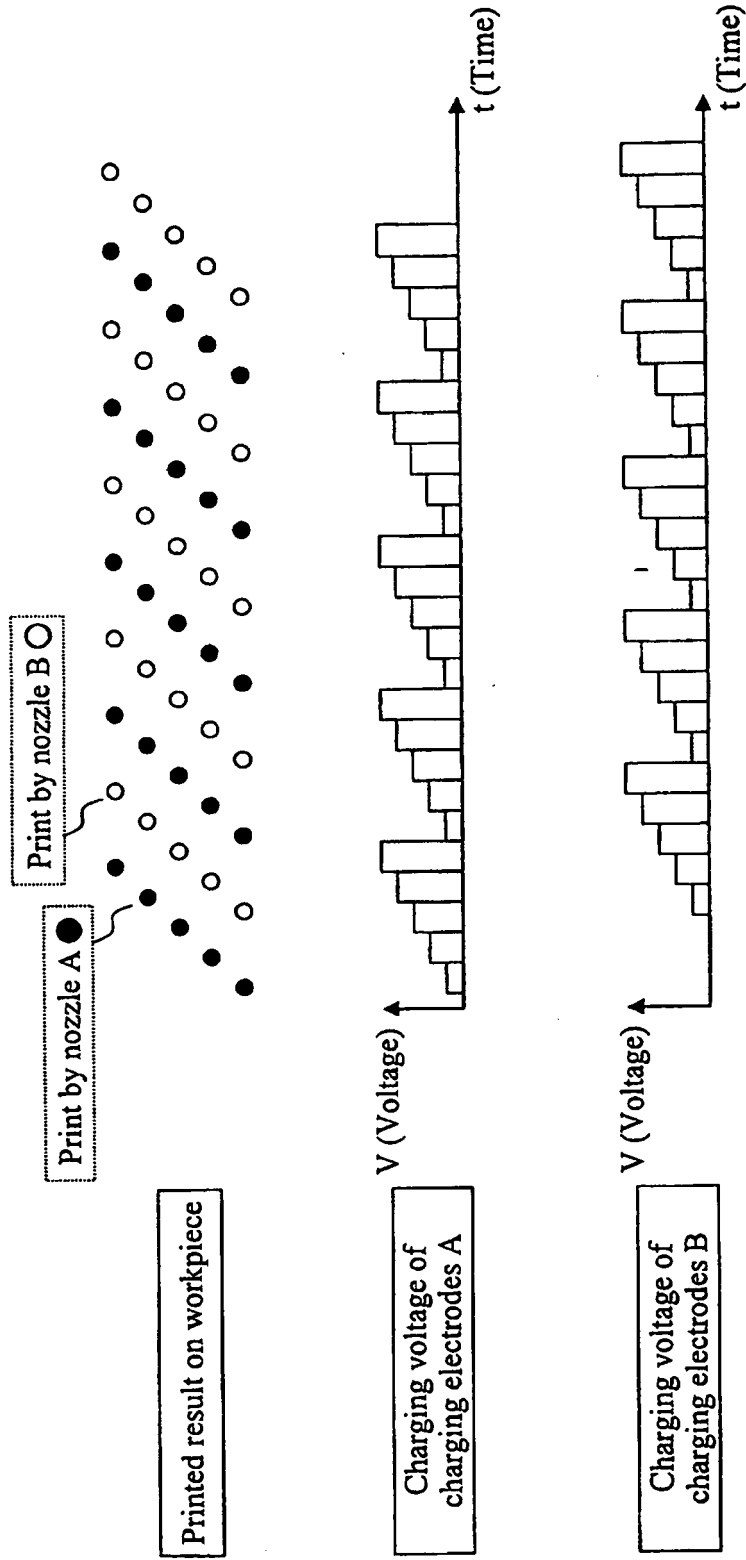 Print by nozzle A
Print by nozzle B
Printed result on workpiece
Charging voltage of
charging electrodes A
V (Voltage)
t (Time)
Charging voltage of
charging electrodes B
V (Voltage)
t (Time)